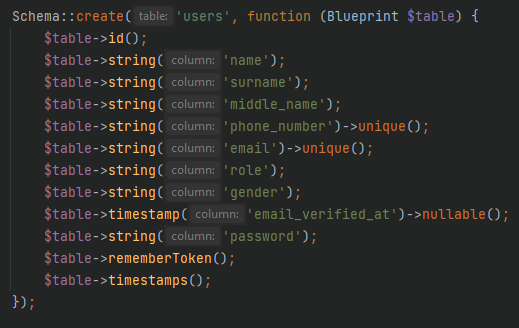 Schema::create( table: 'users', function (Blueprint $table) {
    $table->id();
    $table->string( column: 'name');
    $table->string( column: 'surname');
    $table->string( column: 'middle_name');
    $table->string( column: 'phone_number')->unique();
    $table->string( column: 'email')->unique();
    $table->string( column: 'role');
    $table->string( column: 'gender');
    $table->timestamp( column: 'email_verified_at')->nullable();
    $table->string( column: 'password');
    $table->rememberToken();
    $table->timestamps();
});